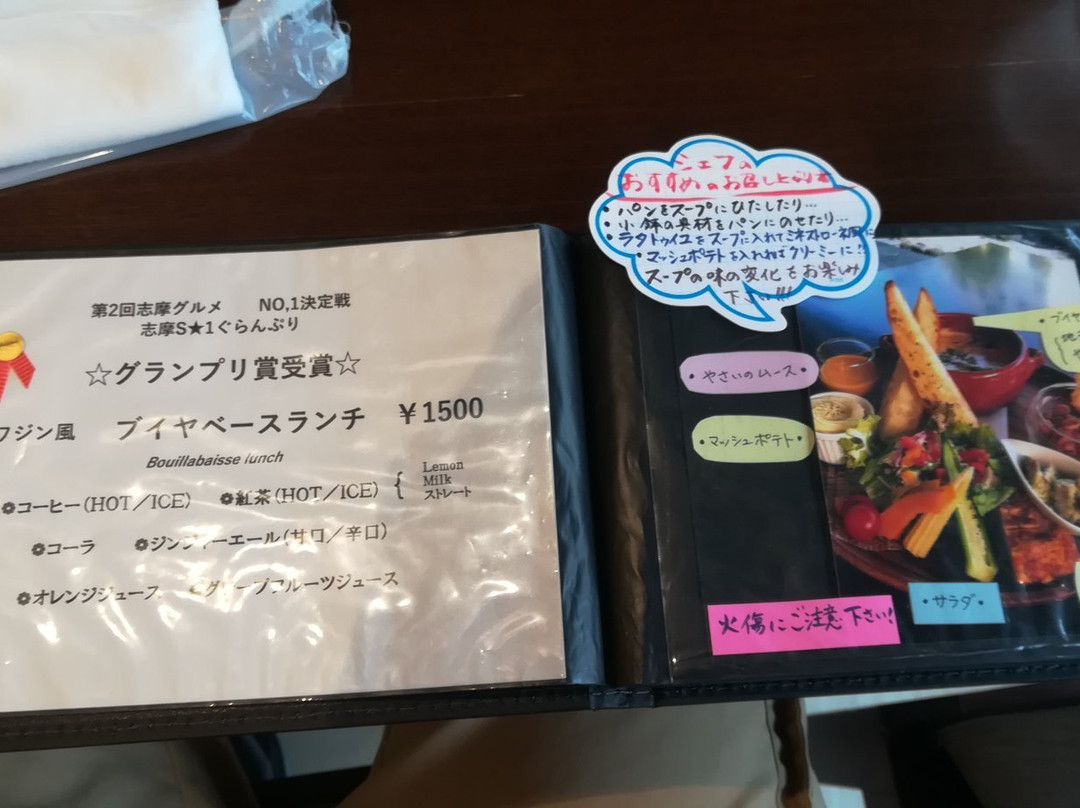 第2回志摩グルメ NO,1決定戦
志摩S★1ぐらんぷり
☆グランプリ賞受賞☆
フジン風 ブイヤベースランチ ￥1500
Bouillabaisse lunch
❁コーヒー(HOT／ICE) ❁紅茶(HOT／ICE) { Lemon
Milk
ストレート
❁コーラ ❁ジンジャーエール(甘口／辛口)
❁オレンジジュース ❁グレープフルーツジュース
シェフの
おすすめのお召し上がり方
・パンをスープにひたしたり…
・小鉢の具材をパンにのせたり…
・ラタトゥイユをスープに入れてミネストローネ風に
・マッシュポテトを入れればクリーミーに!
スープの味の変化をお楽しみ
下さい!!!
・やさいのムース・
・マッシュポテト・
・ブイヤ
・サラダ・
火傷にご注意下さい!